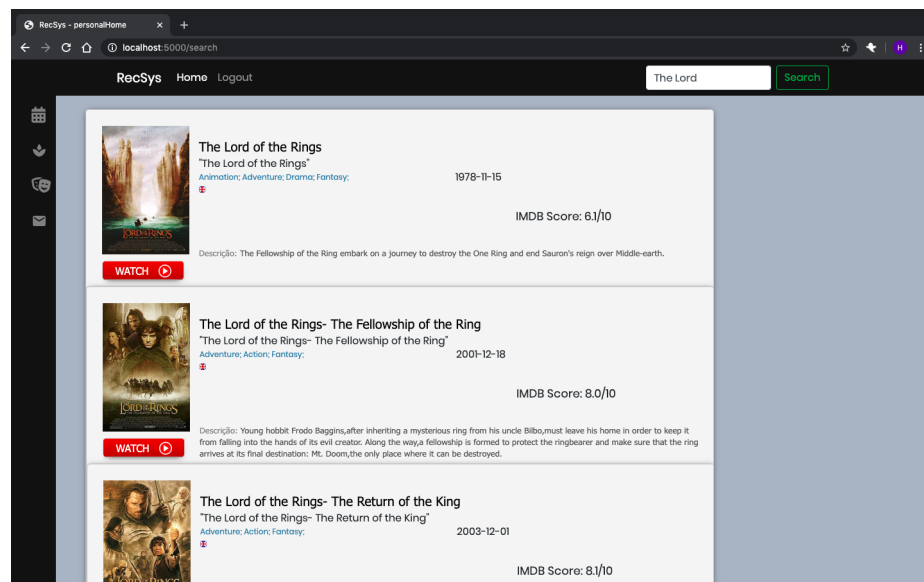 RecSys - personalHome
localhost:5000/search
H
RecSys Home Logout
The Lord
Search
The Lord of the Rings
"The Lord of the Rings"
Animation; Adventure; Drama; Fantasy;
1978-11-15
IMDB Score: 6.1/10
LORD OF THE RINGS
Descrição: The Fellowship of the Ring embark on a journey to destroy the One Ring and end Sauron's reign over Middle-earth.
WATCH
The Lord of the Rings- The Fellowship of the Ring
"The Lord of the Rings- The Fellowship of the Ring"
Adventure; Action; Fantasy;
2001-12-18
IMDB Score: 8.0/10
LORD OF THE RINGS
Descrição: Young hobbit Frodo Baggins,after inheriting a mysterious ring from his uncle Bilbo,must leave his home in order to keep it
from falling into the hands of its evil creator. Along the way,a fellowship is formed to protect the ringbearer and make sure that the ring
arrives at its final destination: Mt. Doom,the only place where it can be destroyed.
WATCH
The Lord of the Rings- The Return of the King
"The Lord of the Rings- The Return of the King"
Adventure; Action; Fantasy;
2003-12-01
IMDB Score: 8.1/10